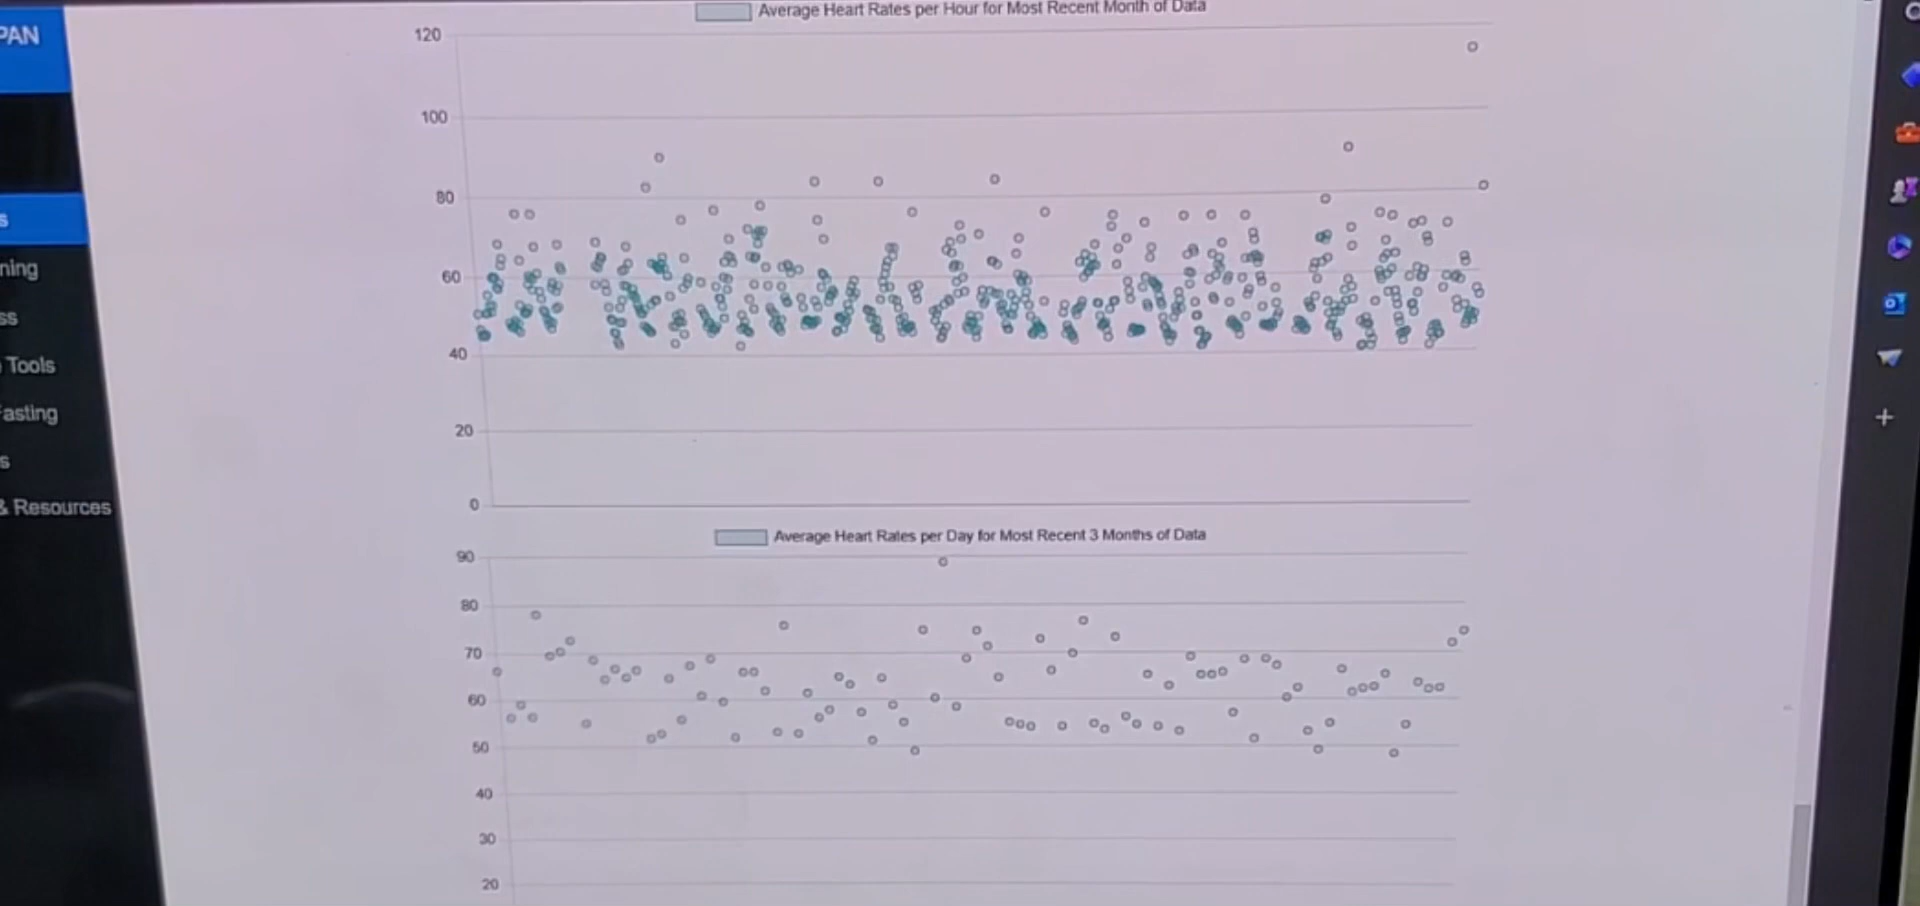 PAN
Average Heart Rates per Hour for Most Recent Month of Data
120
100
80
60
40
20
0
s
ning
ss
Tools
Fasting
s
& Resources
Average Heart Rates per Day for Most Recent 3 Months of Data
90
80
70
60
50
40
30
20